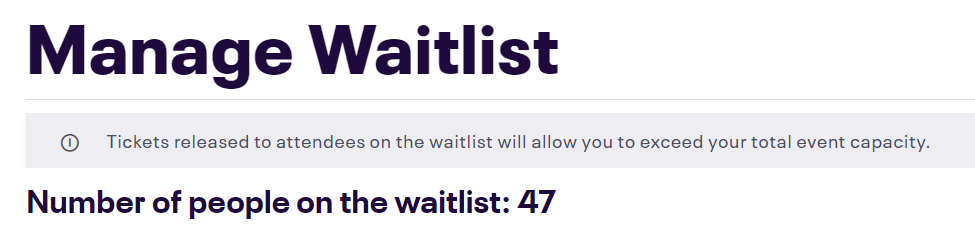 Manage Waitlist
Tickets released to attendees on the waitlist will allow you to exceed your total event capacity.
Number of people on the waitlist: 47